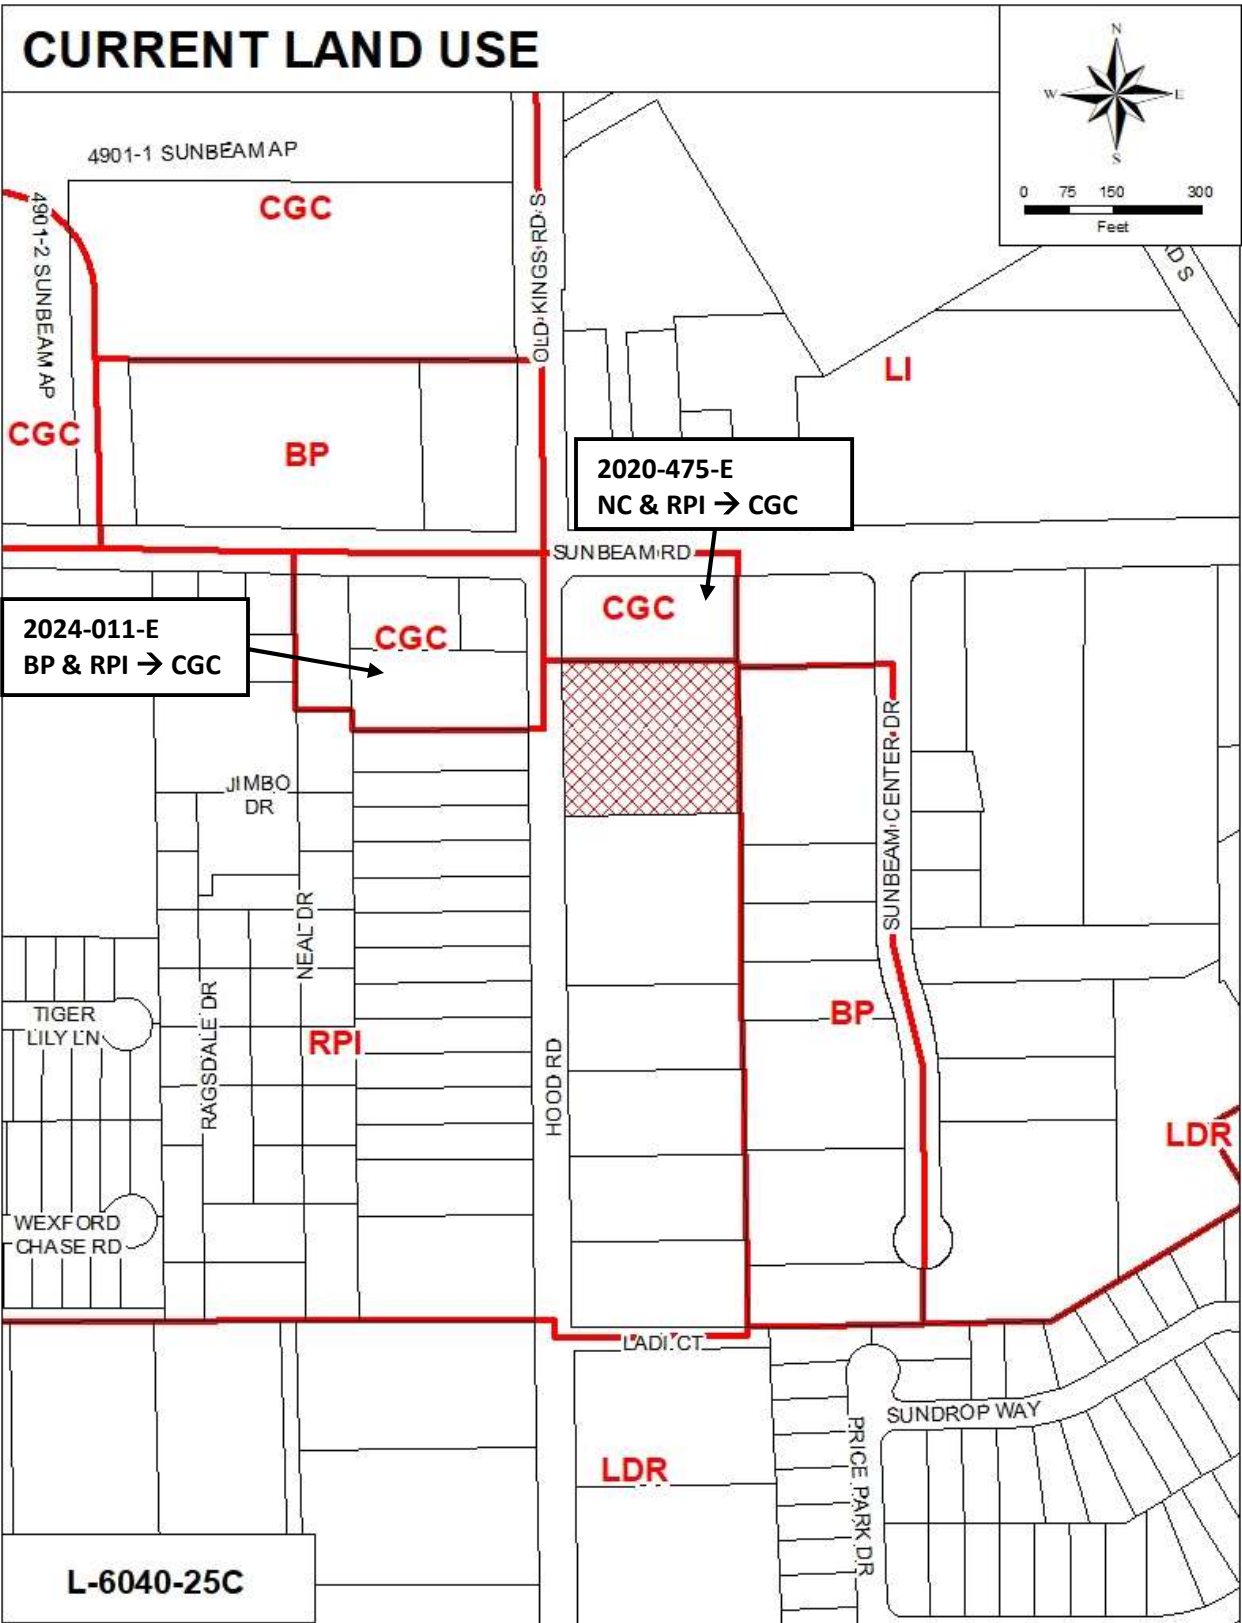 CURRENT LAND USE
N
W E
S
0 75 150 300
Feet
4901-1 SUNBEAM AP
CGC
4901-2 SUNBEAM AP
OLD KINGS RD S
RD S
LI
CGC
BP
2020-475-E
NC & RPI → CGC
SUNBEAM RD
CGC
2024-011-E
BP & RPI → CGC
CGC
JIMBO
DR
SUNBEAM CENTER DR
NEAL DR
RAGSDALE DR
TIGER
LILY LN
RPI
BP
HOOD RD
LDR
WEXFORD
CHASE RD
LADI CT
SUNDROP WAY
PRICE PARK DR
LDR
L-6040-25C